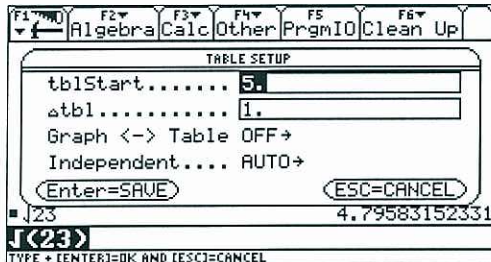 F1 F2 F3 F4 F5 F6
Algebra Calc Other PrgmIO Clean Up
TABLE SETUP
tblStart....... 5.
△tbl........... 1.
Graph <-> Table OFF→
Independent.... AUTO→
Enter=SAVE ESC=CANCEL
▪√23 4.79583152331
√(23)
TYPE + [ENTER]=OK AND [ESC]=CANCEL